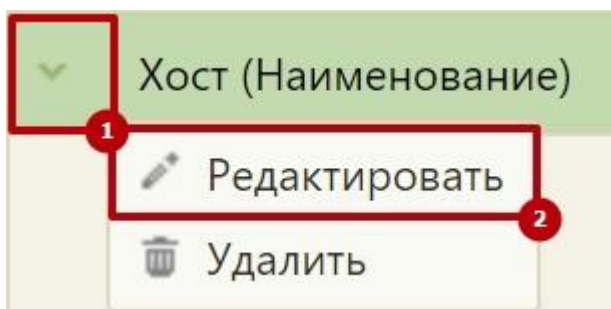 Хост (Наименование)
1
Редактировать
2
Удалить